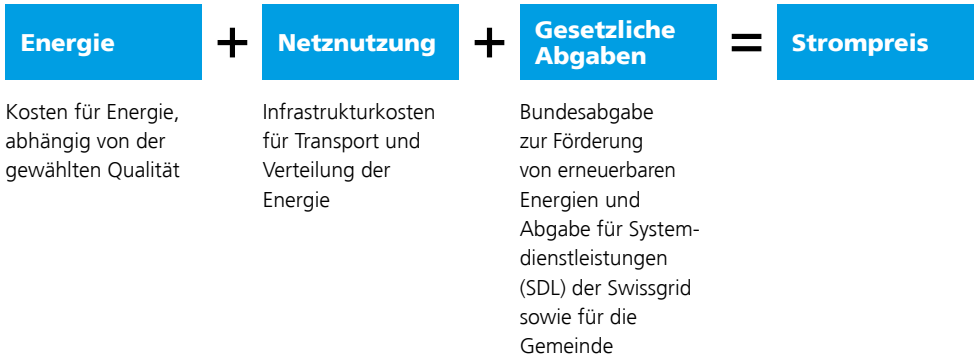 Energie
+
Netznutzung
+
Gesetzliche
Abgaben
=
Strompreis
Kosten für Energie,
abhängig von der
gewählten Qualität
Infrastrukturkosten
für Transport und
Verteilung der
Energie
Bundesabgabe
zur Förderung
von erneuerbaren
Energien und
Abgabe für System-
dienstleistungen
(SDL) der Swissgrid
sowie für die
Gemeinde